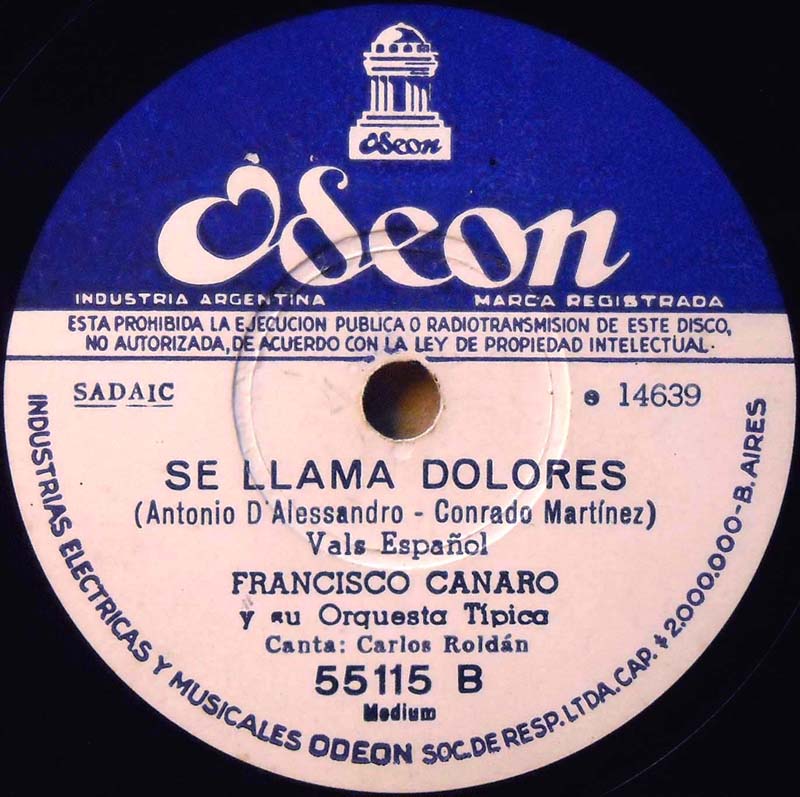 Odeon
Odeon
INDUSTRIA ARGENTINA MARCA REGISTRADA
ESTA PROHIBIDA LA EJECUCION PUBLICA O RADIOTRANSMISION DE ESTE DISCO,
NO AUTORIZADA, DE ACUERDO CON LA LEY DE PROPIEDAD INTELECTUAL.
SADAIC e 14639
SE LLAMA DOLORES
(Antonio D'Alessandro - Conrado Martínez)
Vals Español
FRANCISCO CANARO
y su Orquesta Típica
Canta: Carlos Roldán
55115 B
Medium
INDUSTRIAS ELECTRICAS Y MUSICALES ODEON SOC. DE RESP. LTDA. CAP. $2.000.000-B. AIRES